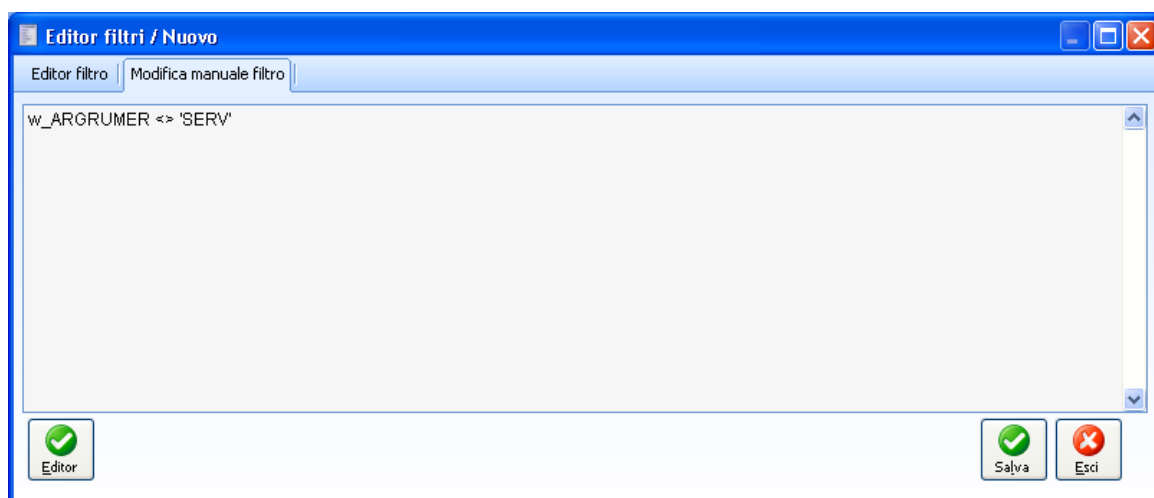 Editor filtri / Nuovo
Editor filtro Modifica manuale filtro
w_ARGRUMER <> 'SERV'
Editor Salva Esci